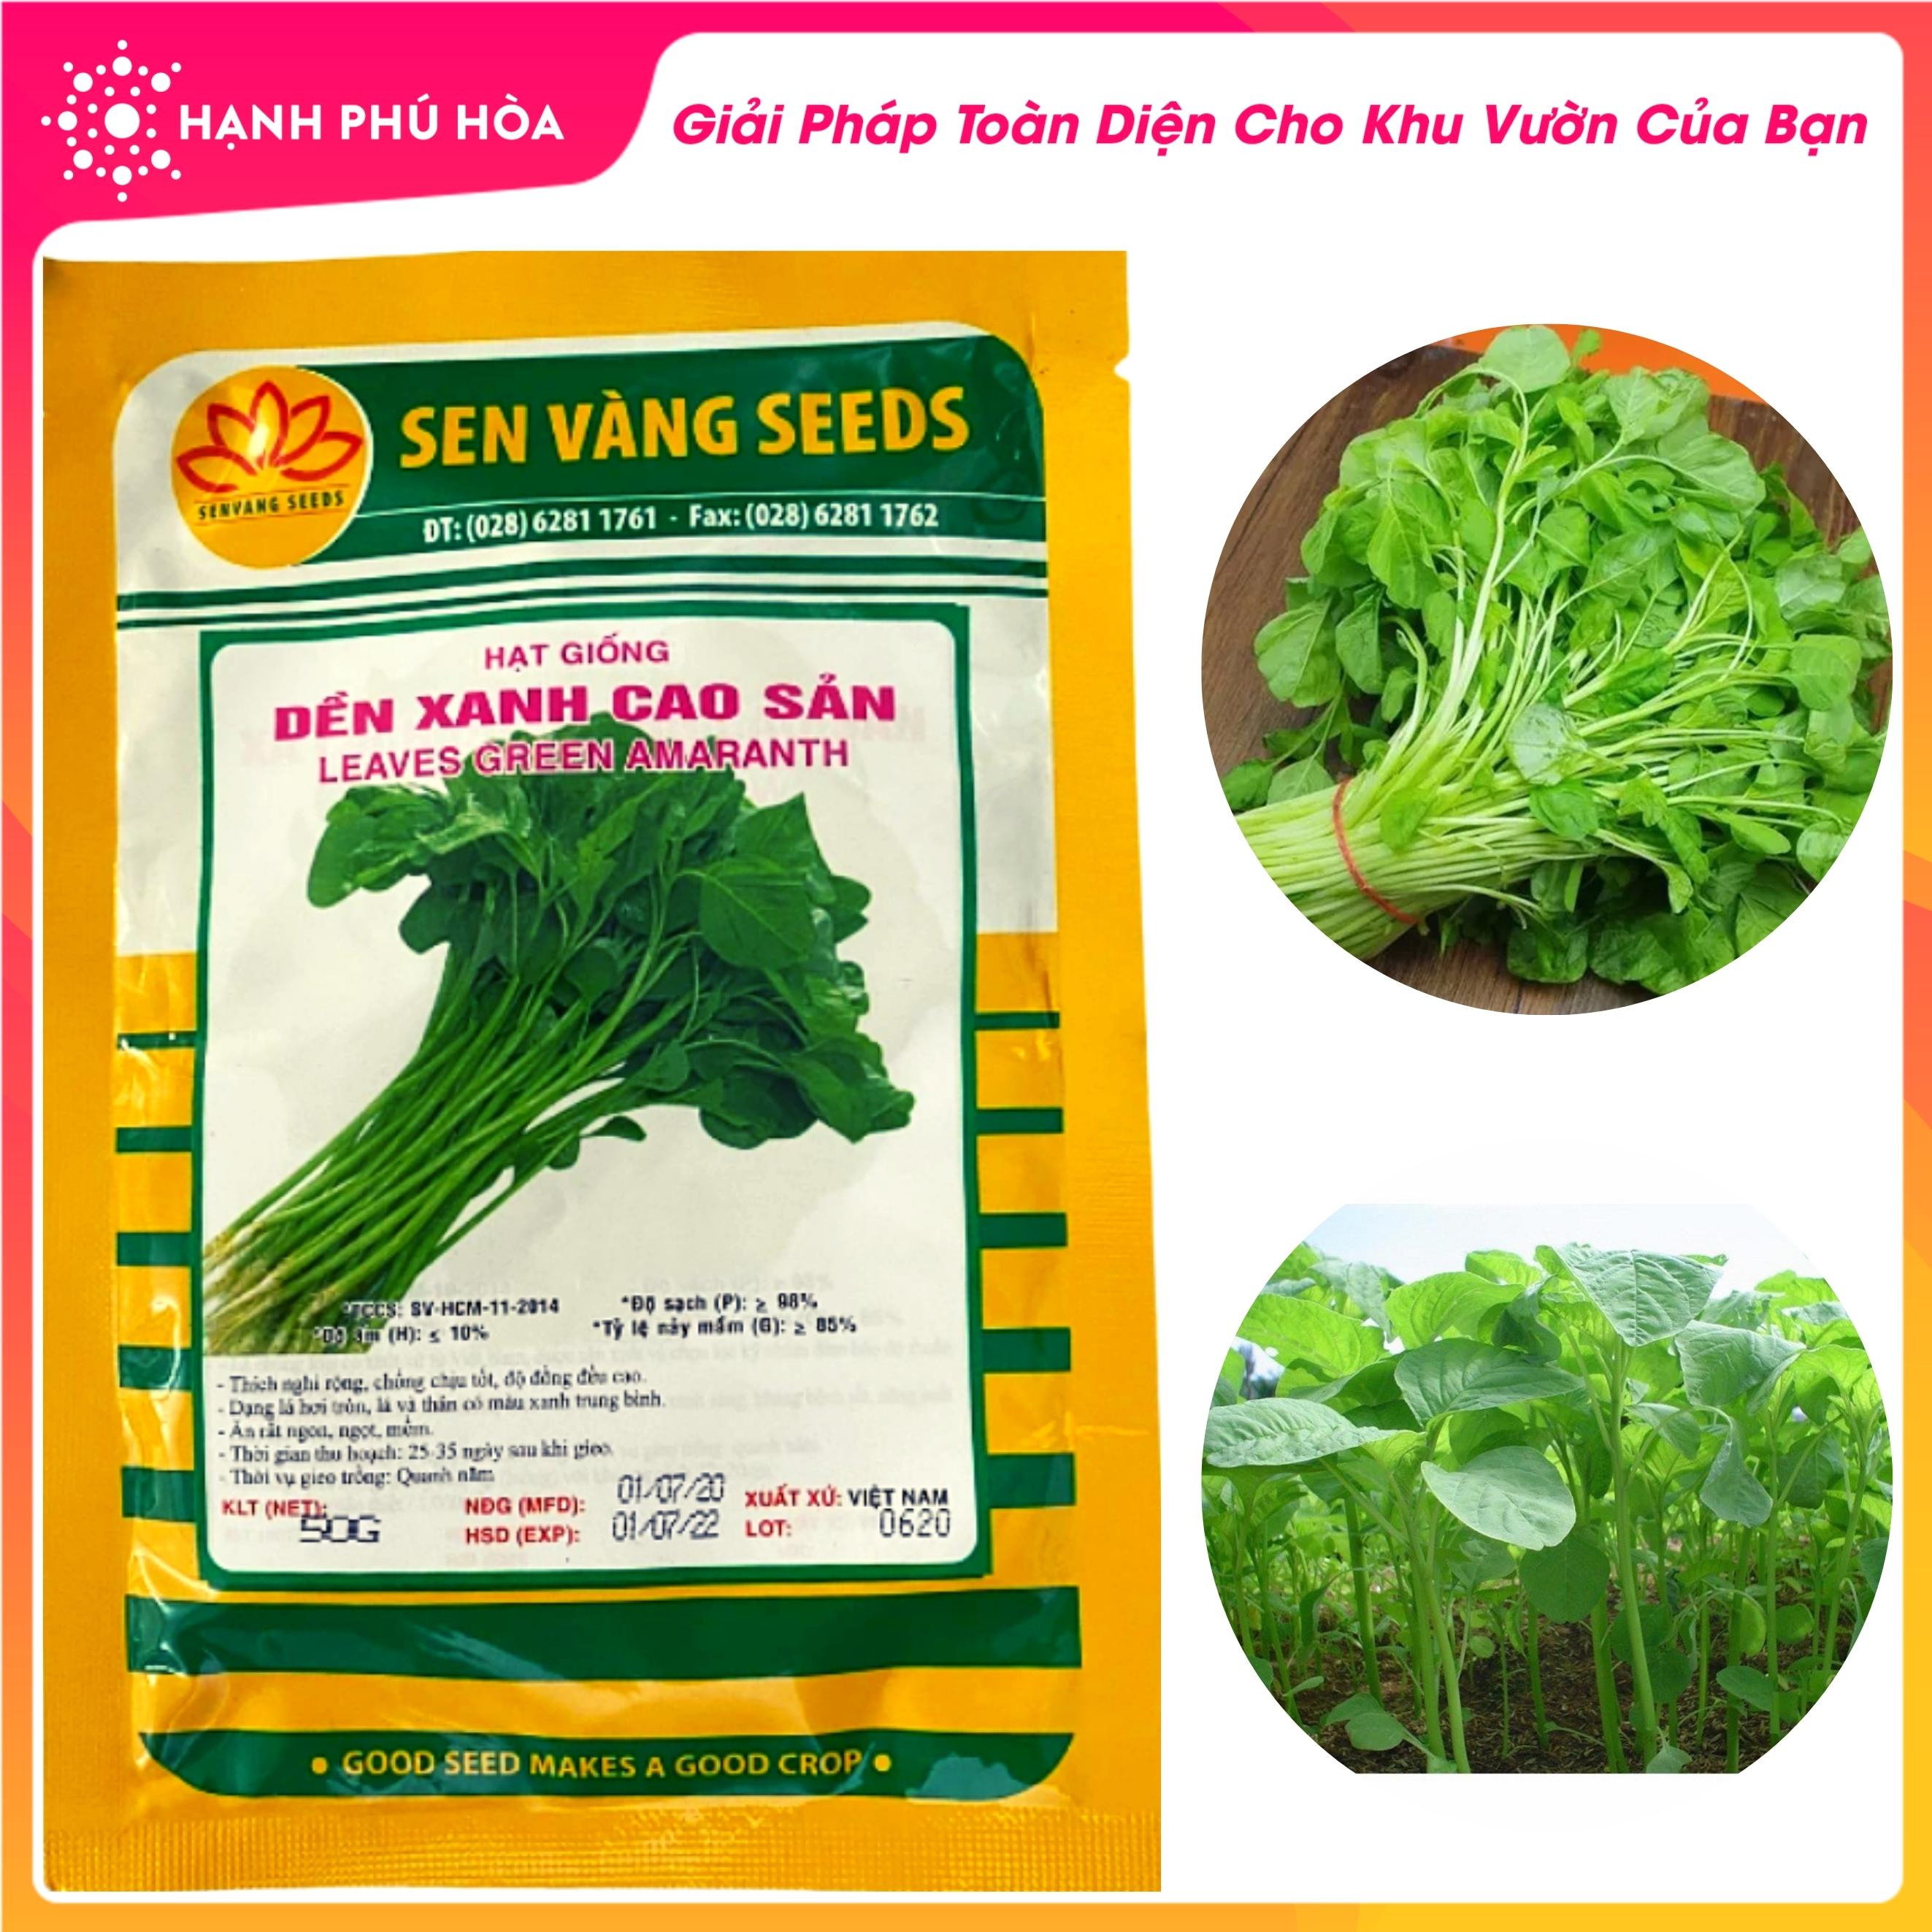 HẠNH PHÚ HÒA
Giải Pháp Toàn Diện Cho Khu Vườn Của Bạn
SEN VÀNG SEEDS
SENVANG SEEDS
ĐT: (028) 6281 1761 - Fax: (028) 6281 1762
HẠT GIỐNG
DỀN XANH CAO SẢN
LEAVES GREEN AMARANTH
*TCCS: SV-HCM-11-2014 *Độ sạch (P): ≥ 98%
*Độ ẩm (H): ≤ 10% *Tỷ lệ nảy mầm (G): ≥ 85%
- Thích nghi rộng, chống chịu tốt, độ đồng đều cao.
- Dạng lá hơi tròn, lá và thân có màu xanh trung bình.
- Ăn rất ngon, ngọt, mềm.
- Thời gian thu hoạch: 25-35 ngày sau khi gieo.
- Thời vụ gieo trồng: Quanh năm
KLT (NET): 50G NĐG (MFD): 01/07/20 XUẤT XỨ: VIỆT NAM
HSD (EXP): 01/07/22 LOT: 0620
• GOOD SEED MAKES A GOOD CROP •